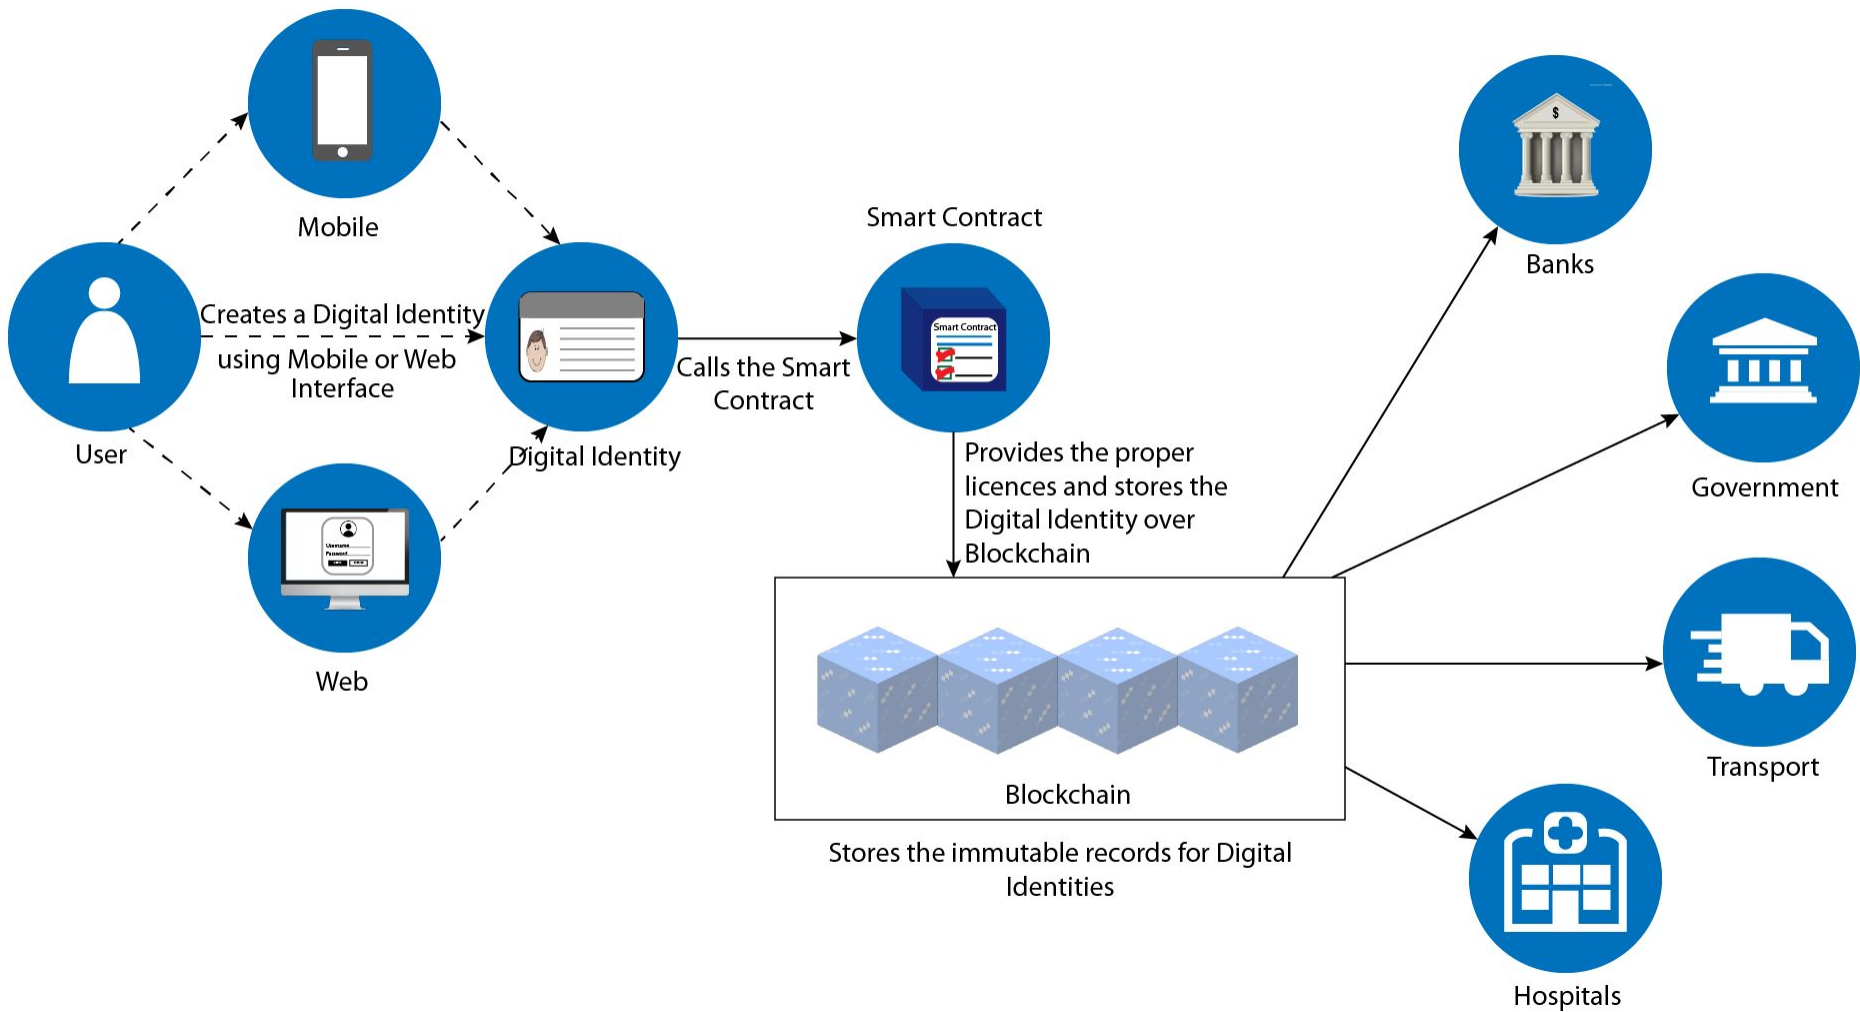 Mobile
Creates a Digital Identity
using Mobile or Web
Interface
User
Username
Password
Web
Digital Identity
Calls the Smart
Contract
Smart Contract
Smart Contract
Provides the proper
licences and stores the
Digital Identity over
Blockchain
Blockchain
Stores the immutable records for Digital
Identities
$
Banks
Government
Transport
Hospitals